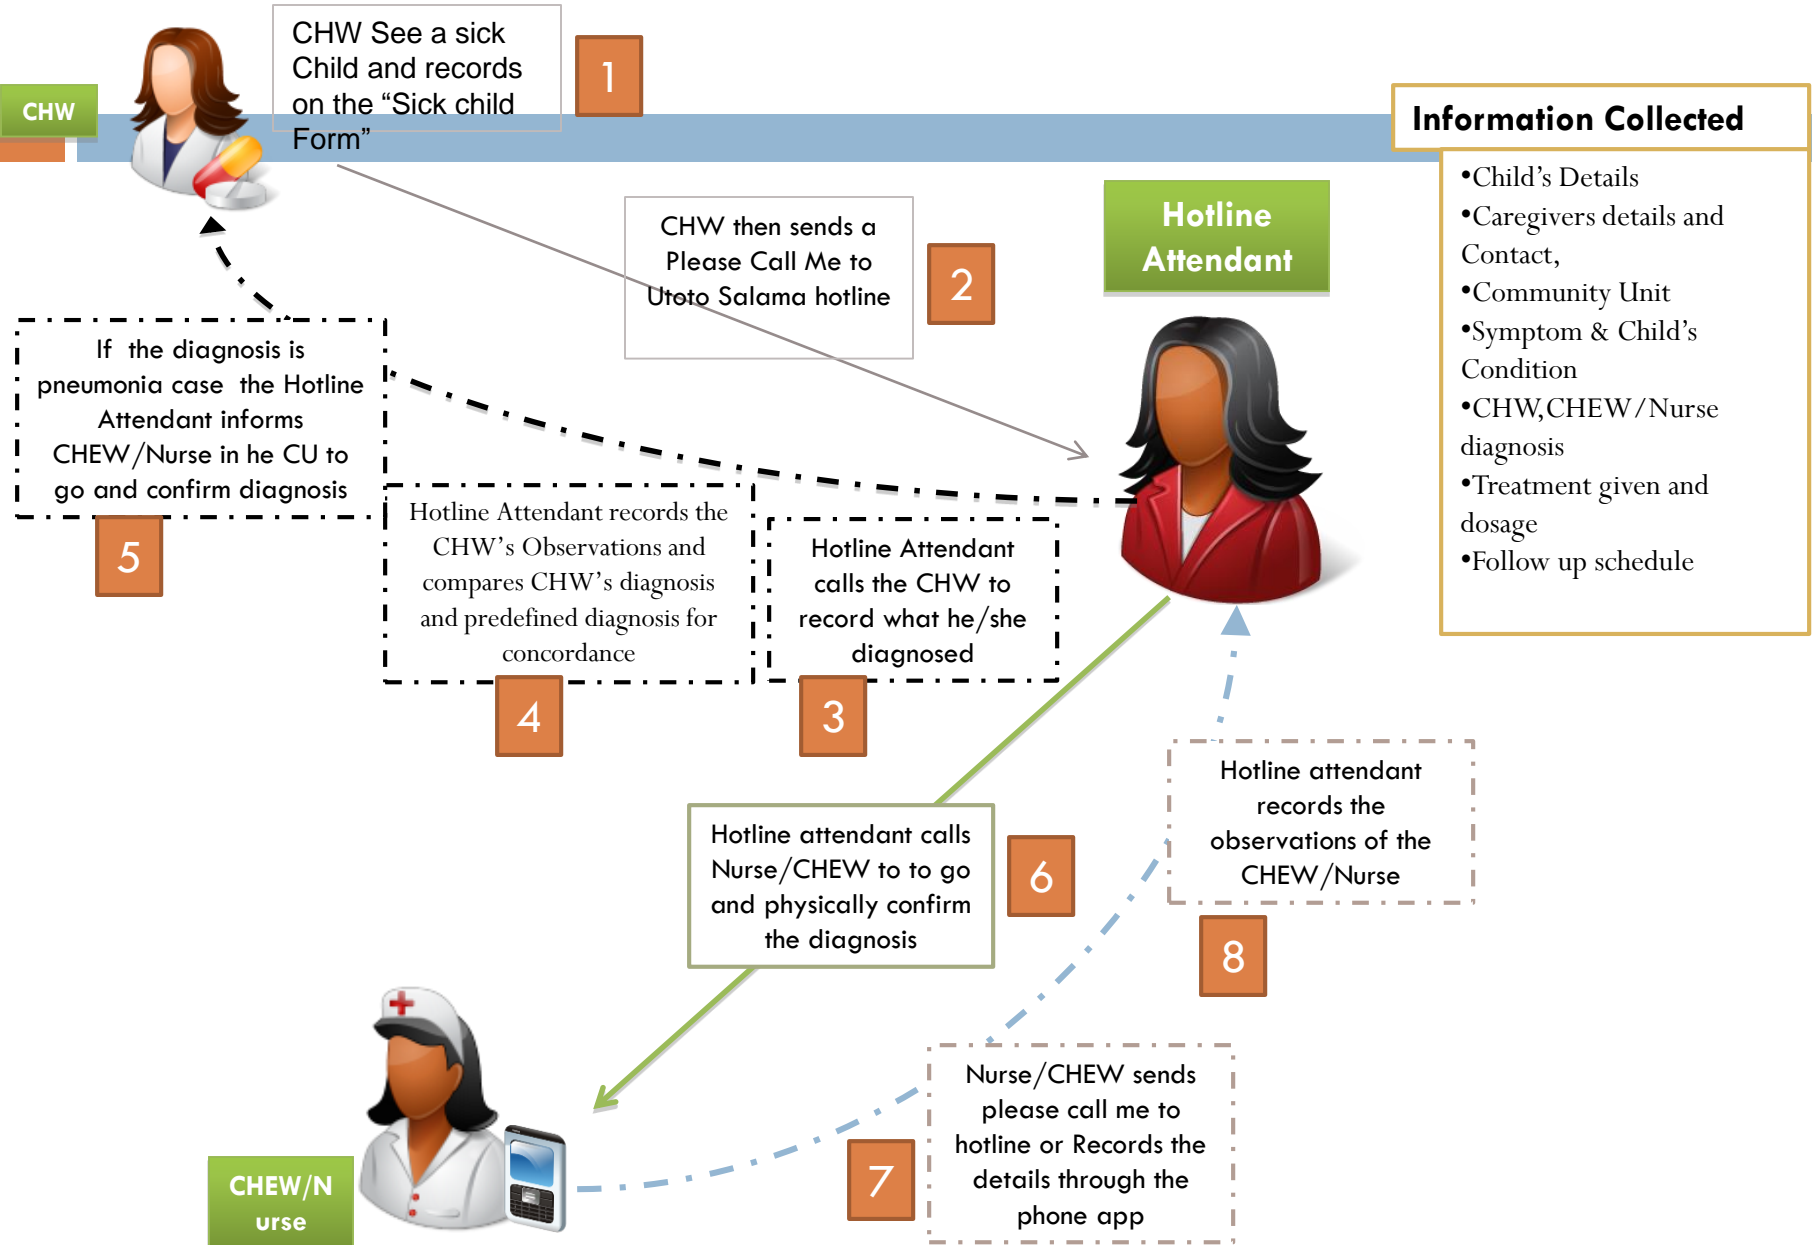 CHW
CHW See a sick
Child and records
on the “Sick child
Form”
1
CHW then sends a
Please Call Me to
Utoto Salama hotline
2
Hotline
Attendant
Information Collected
•Child’s Details
•Caregivers details and
Contact,
•Community Unit
•Symptom & Child’s
Condition
•CHW,CHEW/Nurse
diagnosis
•Treatment given and
dosage
•Follow up schedule
Hotline Attendant
calls the CHW to
record what he/she
diagnosed
3
Hotline Attendant records the
CHW’s Observations and
compares CHW’s diagnosis
and predefined diagnosis for
concordance
4
If the diagnosis is
pneumonia case the Hotline
Attendant informs
CHEW/Nurse in he CU to
go and confirm diagnosis
5
Hotline attendant calls
Nurse/CHEW to to go
and physically confirm
the diagnosis
6
Nurse/CHEW sends
please call me to
hotline or Records the
details through the
phone app
7
Hotline attendant
records the
observations of the
CHEW/Nurse
8
CHEW/N
urse